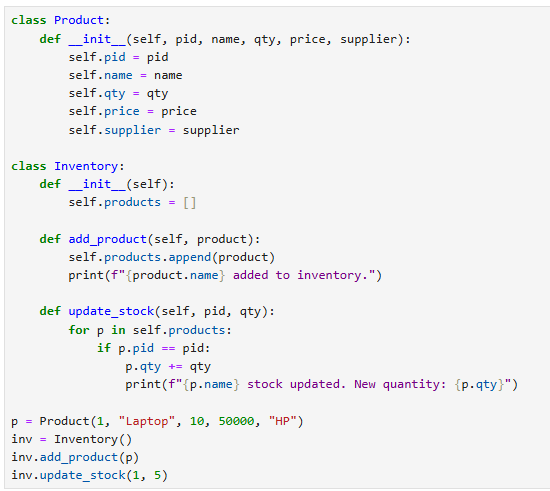 class Product:
    def __init__(self, pid, name, qty, price, supplier):
        self.pid = pid
        self.name = name
        self.qty = qty
        self.price = price
        self.supplier = supplier

class Inventory:
    def __init__(self):
        self.products = []

    def add_product(self, product):
        self.products.append(product)
        print(f"{product.name} added to inventory.")

    def update_stock(self, pid, qty):
        for p in self.products:
            if p.pid == pid:
                p.qty += qty
                print(f"{p.name} stock updated. New quantity: {p.qty}")

p = Product(1, "Laptop", 10, 50000, "HP")
inv = Inventory()
inv.add_product(p)
inv.update_stock(1, 5)